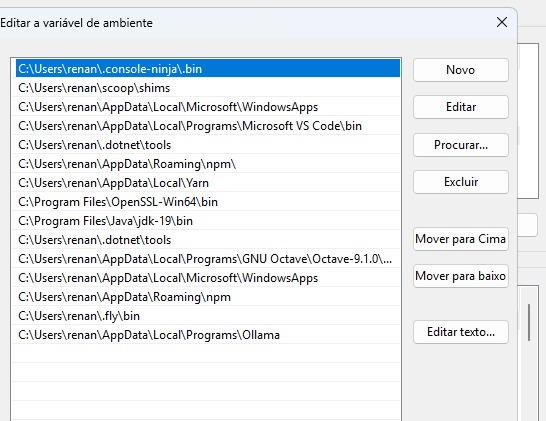 Editar a variável de ambiente
C:\Users\renan\.console-ninja\.bin
Novo
C:\Users\renan\scoop\shims
C:\Users\renan\AppData\Local\Microsoft\WindowsApps
Editar
C:\Users\renan\AppData\Local\Programs\Microsoft VS Code\bin
C:\Users\renan\.dotnet\tools
Procurar...
C:\Users\renan\AppData\Roaming\npm\
C:\Users\renan\AppData\Local\Yarn
Excluir
C:\Program Files\OpenSSL-Win64\bin
C:\Program Files\Java\jdk-19\bin
C:\Users\renan\.dotnet\tools
Mover para Cima
C:\Users\renan\AppData\Local\Programs\GNU Octave\Octave-9.1.0\...
C:\Users\renan\AppData\Local\Microsoft\WindowsApps
Mover para baixo
C:\Users\renan\AppData\Roaming\npm
C:\Users\renan\.fly\bin
C:\Users\renan\AppData\Local\Programs\Ollama
Editar texto...